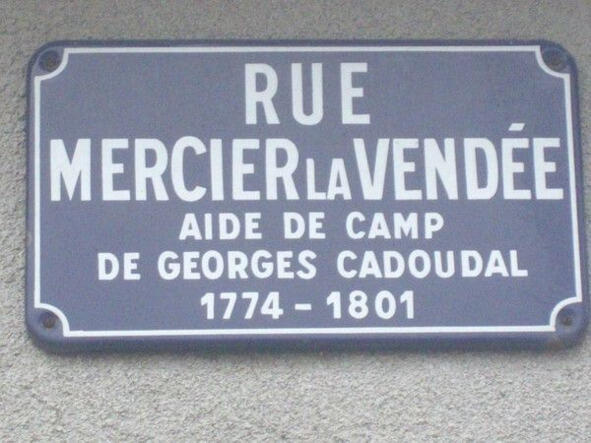 RUE
MERCIER LA VENDÉE
AIDE DE CAMP
DE GEORGES CADOUDAL
1774 - 1801